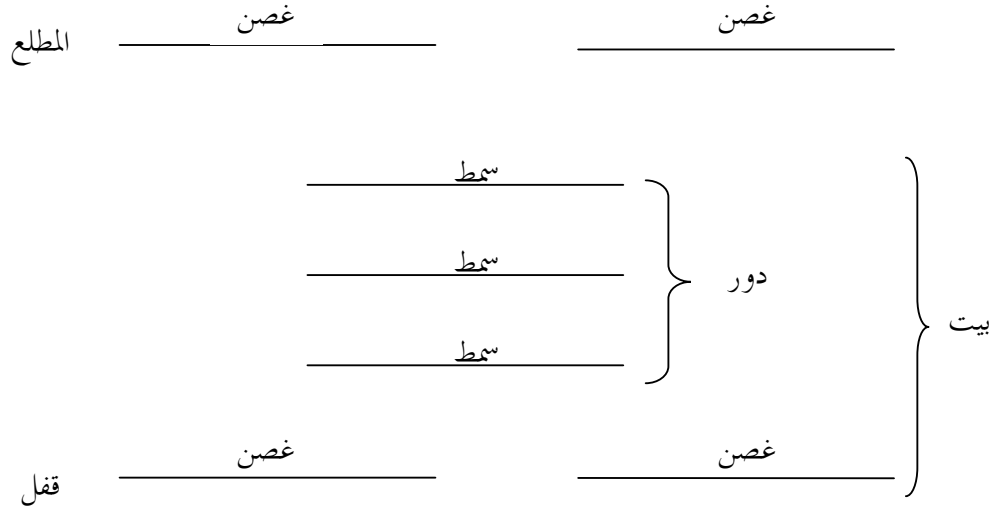 غصن غصن
المطلع
سمط
سمط
دور
بيت
سمط
غصن غصن
قفل